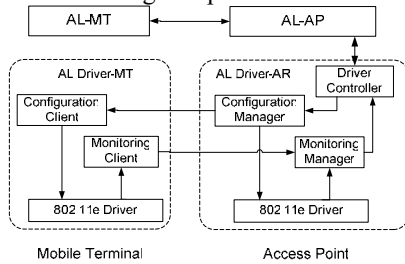 AL-MT
AL-AP
AL Driver-MT
AL Driver-AR
Driver
Controller
Configuration
Client
Configuration
Manager
Monitoring
Client
Monitoring
Manager
802 11e Driver
802 11e Driver
Mobile Terminal
Access Point